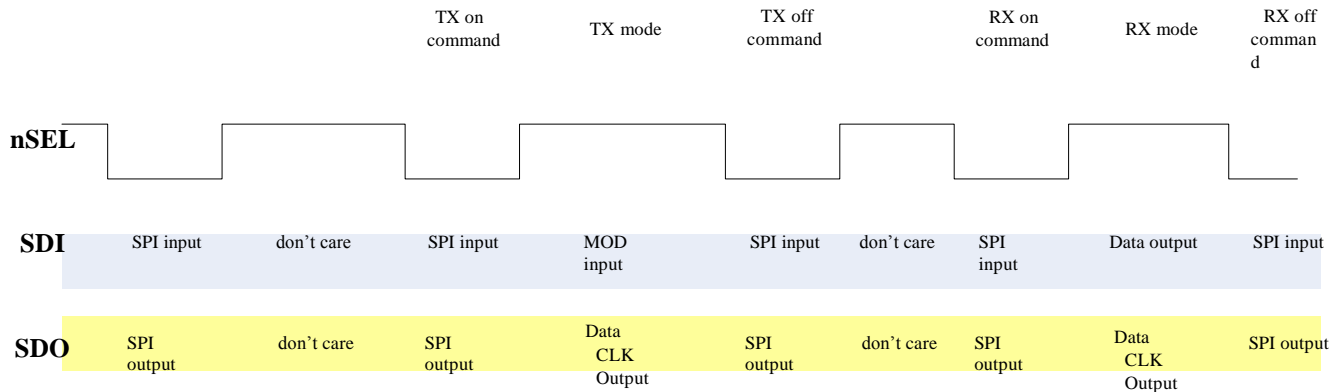 TX on
command
TX mode
TX off
command
RX on
command
RX mode
RX off
comman
d
nSEL
SDI
SPI input
don't care
SPI input
MOD
input
SPI input
don't care
SPI
input
Data output
SPI input
SDO
SPI
output
don't care
SPI
output
Data
CLK
Output
SPI
output
don't care
SPI
output
Data
CLK
Output
SPI output